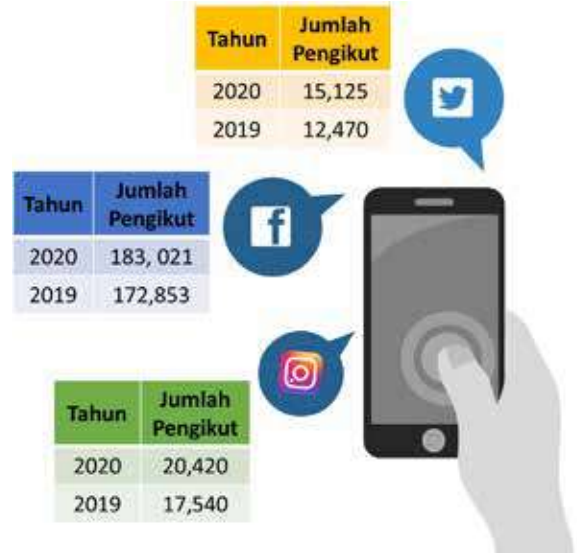 Tahun Jumlah Pengikut
2020 15,125
2019 12,470
Tahun Jumlah Pengikut
2020 183, 021
2019 172,853
Tahun Jumlah Pengikut
2020 20,420
2019 17,540